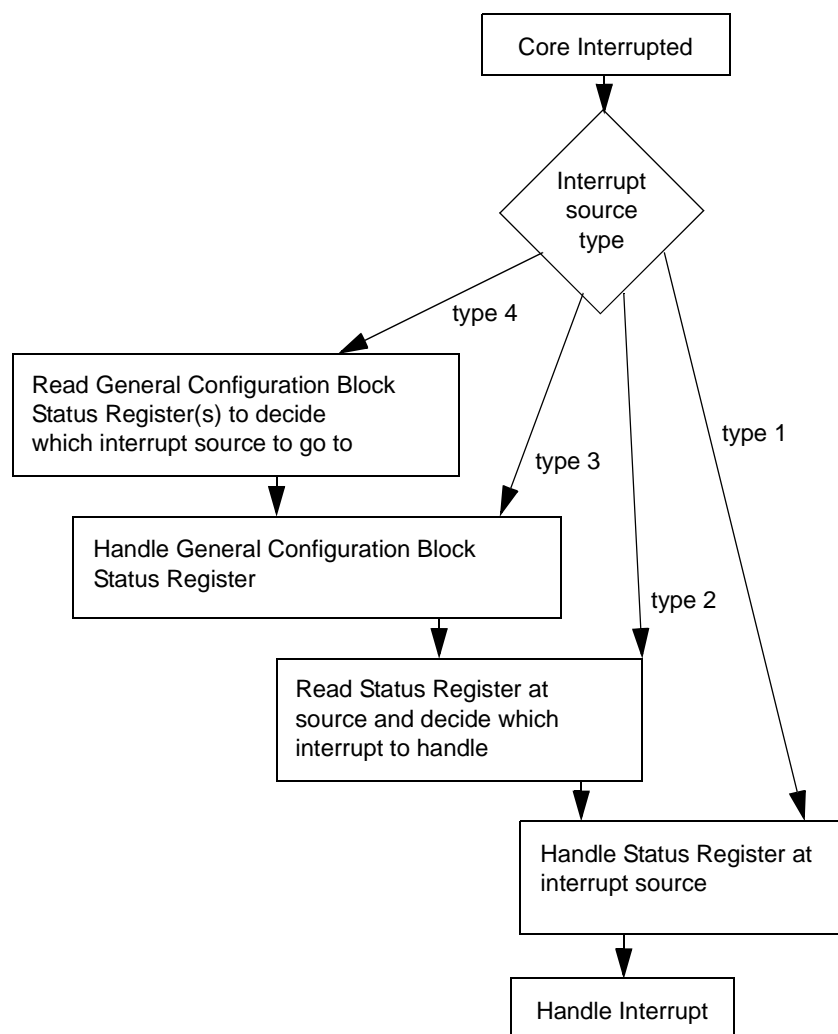 Core Interrupted
Interrupt
source
type
type 4
Read General Configuration Block
Status Register(s) to decide
which interrupt source to go to
type 3
type 1
Handle General Configuration Block
Status Register
type 2
Read Status Register at
source and decide which
interrupt to handle
Handle Status Register at
interrupt source
Handle Interrupt